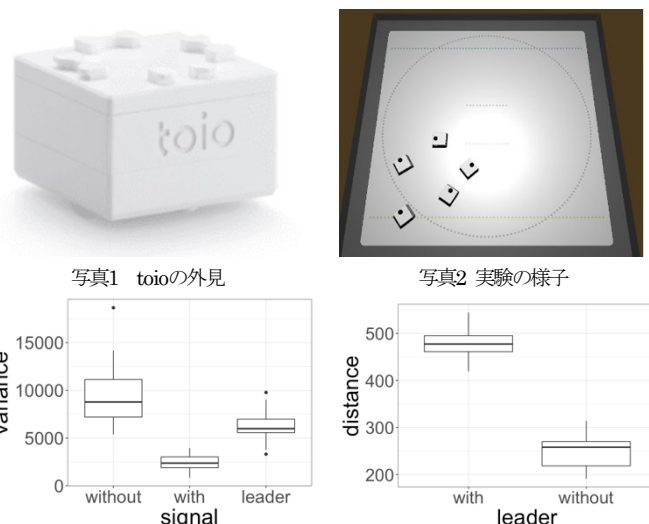 toio
写真1 toioの外見
写真2 実験の様子
variance
15000
10000
5000
0
without with leader
signal
distance
500
400
300
200
with without
leader